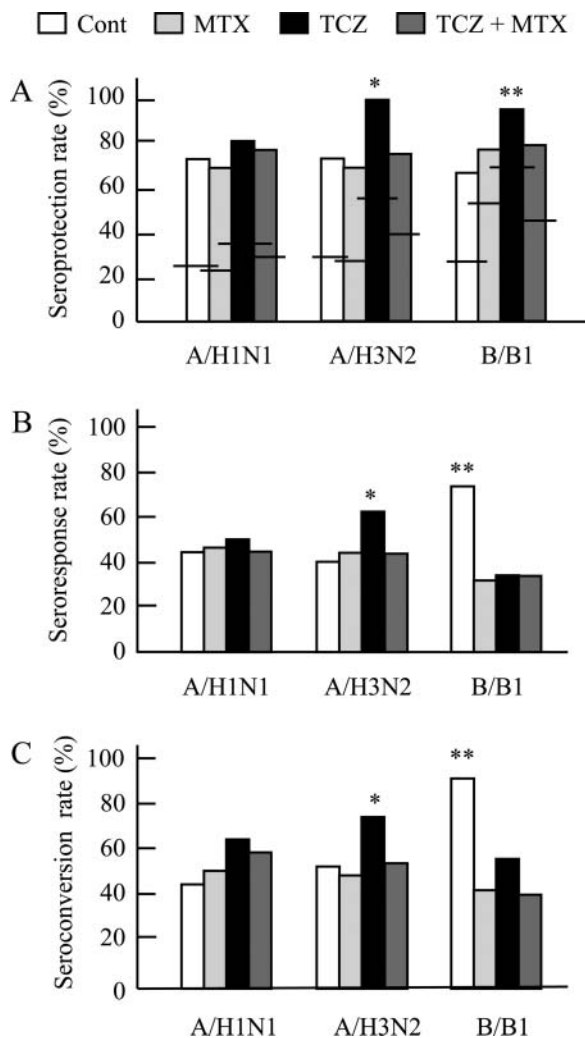 Cont MTX TCZ TCZ + MTX
A
Seroprotection rate (%)
100
80
60
40
20
0
* **
A/H1N1 A/H3N2 B/B1
B
Seroresponse rate (%)
100
80
60
40
20
0
* **
A/H1N1 A/H3N2 B/B1
C
Seroconversion rate (%)
100
80
60
40
20
0
* **
A/H1N1 A/H3N2 B/B1